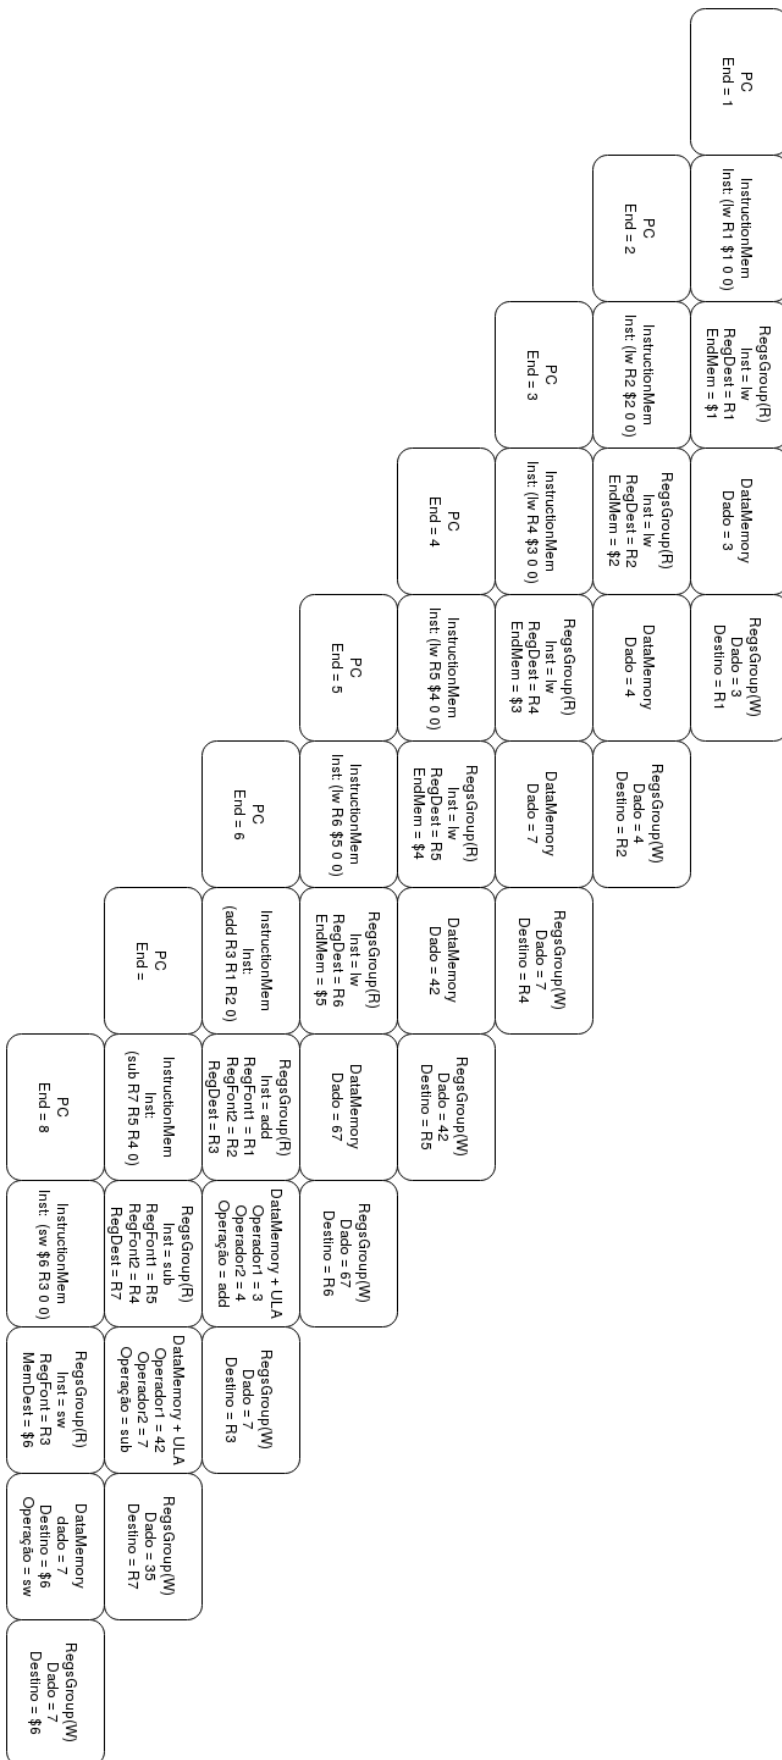 PC
End = 1
InstructionMem
Inst: (lw R1 $1 0 0)
RegsGroup(R)
Inst = lw
RegDest = R1
EndMem = $1
DataMemory
Dado = 3
RegsGroup(W)
Dado = 3
Destino = R1
PC
End = 2
InstructionMem
Inst: (lw R2 $2 0 0)
RegsGroup(R)
Inst = lw
RegDest = R2
EndMem = $2
DataMemory
Dado = 4
RegsGroup(W)
Dado = 4
Destino = R2
PC
End = 3
InstructionMem
Inst: (lw R4 $3 0 0)
RegsGroup(R)
Inst = lw
RegDest = R4
EndMem = $3
DataMemory
Dado = 7
RegsGroup(W)
Dado = 7
Destino = R4
PC
End = 4
InstructionMem
Inst: (lw R5 $4 0 0)
RegsGroup(R)
Inst = lw
RegDest = R5
EndMem = $4
DataMemory
Dado = 42
RegsGroup(W)
Dado = 42
Destino = R5
PC
End = 5
InstructionMem
Inst: (lw R6 $5 0 0)
RegsGroup(R)
Inst = lw
RegDest = R6
EndMem = $5
DataMemory
Dado = 67
RegsGroup(W)
Dado = 67
Destino = R6
PC
End = 6
InstructionMem
Inst:
(add R3 R1 R2 0)
RegsGroup(R)
Inst = add
RegFont1 = R1
RegFont2 = R2
RegDest = R3
DataMemory + ULA
Operador1 = 3
Operador2 = 4
Operação = add
RegsGroup(W)
Dado = 7
Destino = R3
PC
End =
InstructionMem
Inst:
(sub R7 R5 R4 0)
RegsGroup(R)
Inst = sub
RegFont1 = R5
RegFont2 = R4
RegDest = R7
DataMemory + ULA
Operador1 = 42
Operador2 = 7
Operação = sub
RegsGroup(W)
Dado = 35
Destino = R7
PC
End = 8
InstructionMem
Inst: (sw $6 R3 0 0)
RegsGroup(R)
Inst = sw
RegFont = R3
MemDest = $6
DataMemory
dado = 7
Destino = $6
Operação = sw
RegsGroup(W)
Dado = 7
Destino = $6